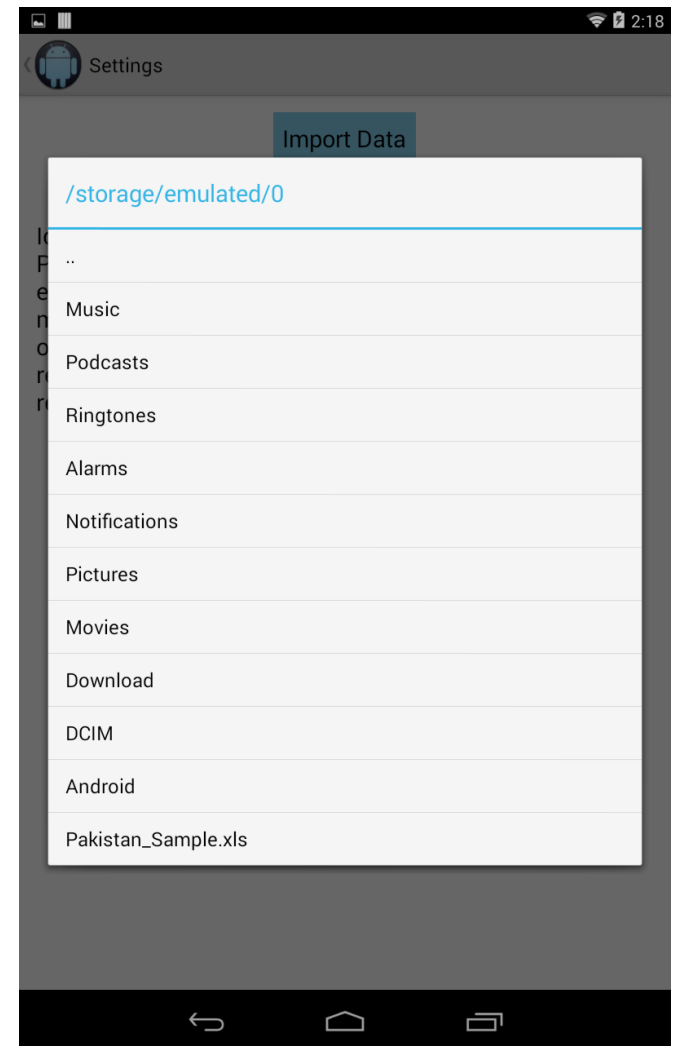 2:18
Settings
Import Data
/storage/emulated/0
..
Music
Podcasts
Ringtones
Alarms
Notifications
Pictures
Movies
Download
DCIM
Android
Pakistan_Sample.xls